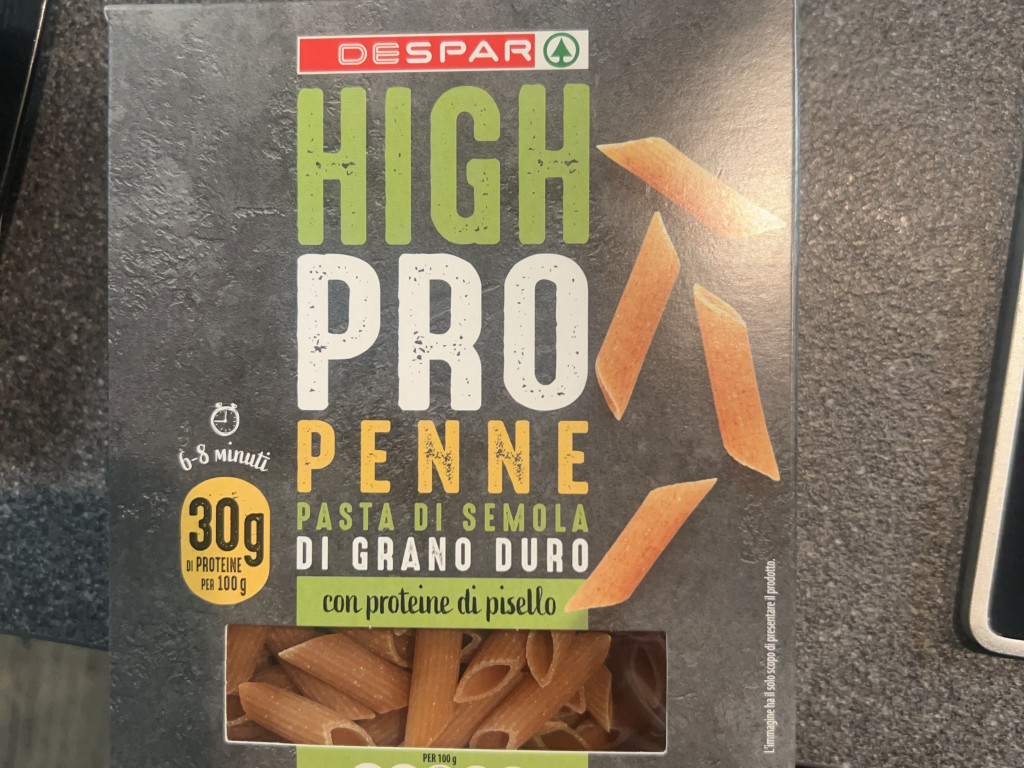 DESPAR
HIGH
PRO
PENNE
PASTA DI SEMOLA
DI GRANO DURO
con proteine di pisello
6-8 minuti
30g
DI PROTEINE
PER 100 g
L'immagine ha il solo scopo di presentare il prodotto.
PER 100 g